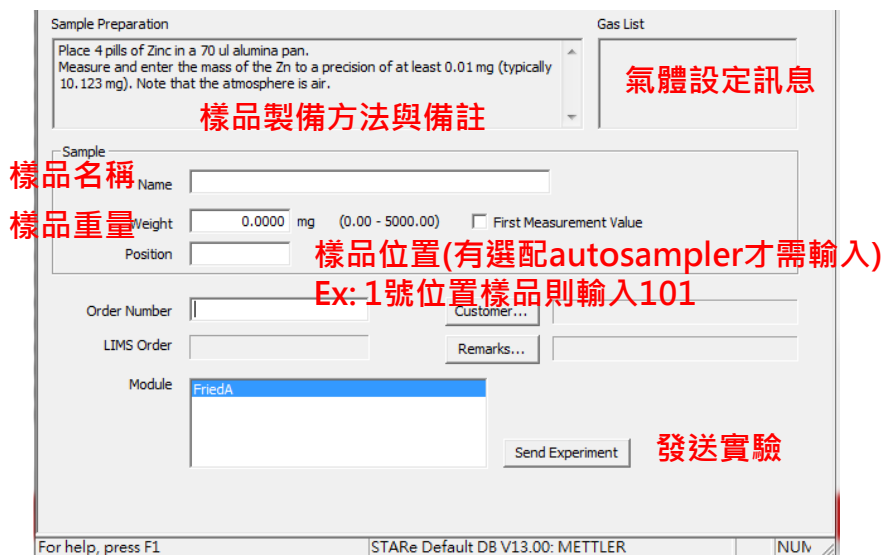 Sample Preparation
Gas List
Place 4 pills of Zinc in a 70 ul alumina pan.
Measure and enter the mass of the Zn to a precision of at least 0.01 mg (typically
10.123 mg). Note that the atmosphere is air.
氣體設定訊息
樣品製備方法與備註
Sample
樣品名稱 Name
樣品重量 Weight 0.0000 mg (0.00 - 5000.00) First Measurement Value
Position 樣品位置(有選配autosampler才需輸入)
Ex: 1號位置樣品則輸入101
Order Number Customer...
LIMS Order Remarks...
Module FriedA
Send Experiment 發送實驗
For help, press F1 STARe Default DB V13.00: METTLER NUM